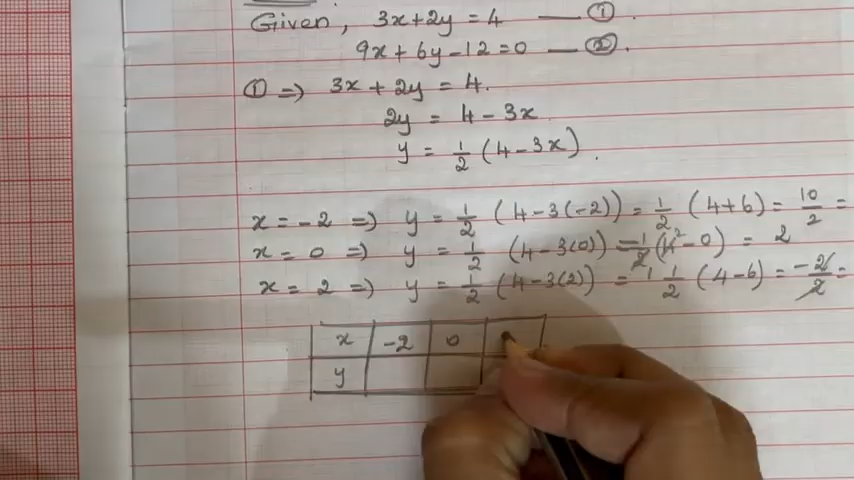 Given, 3x+2y = 4 — ①.
9x+6y-12=0 — ②.
① => 3x + 2y = 4.
2y = 4 - 3x
y = 1/2 (4-3x).
x = -2 => y = 1/2 (4-3(-2)) = 1/2 (4+6) = 10/2 =
x = 0 => y = 1/2 (4-3(0)) = 1/2 (4² - 0) = 2
x = 2 => y = 1/2 (4-3(2)) = 1/2 (4-6) = -2/2 =
x -2 0
y